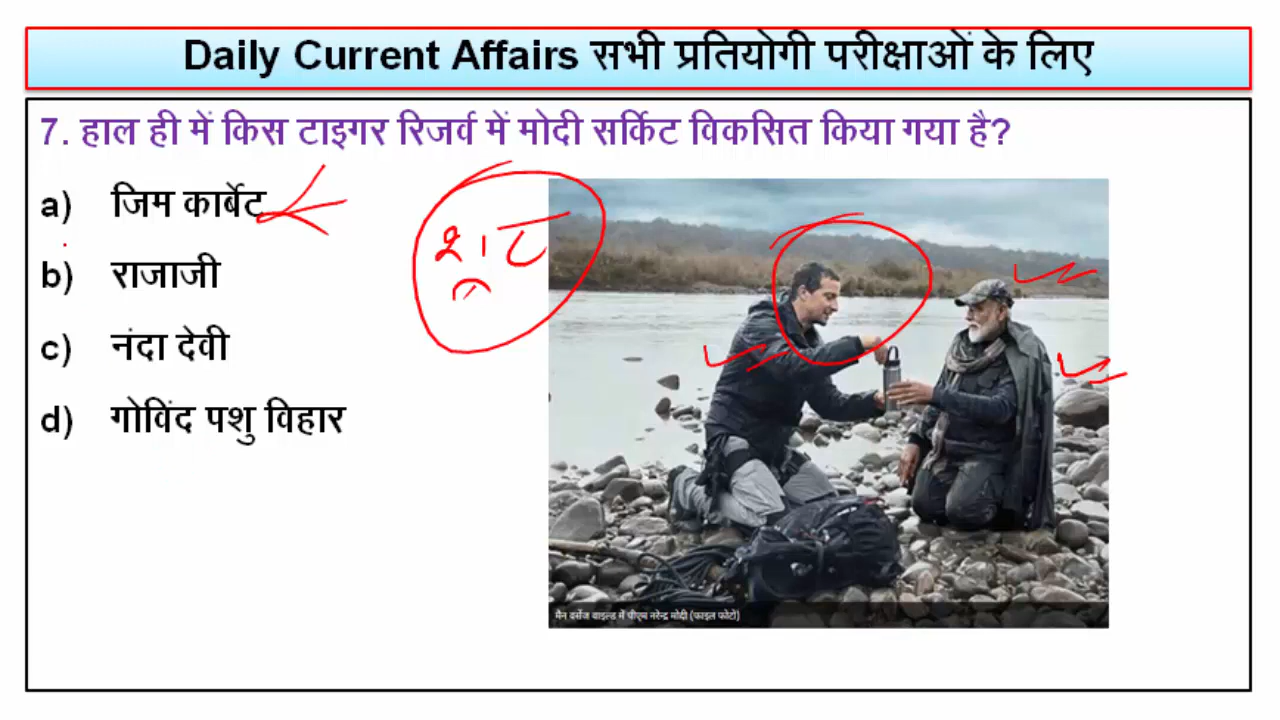 Daily Current Affairs सभी प्रतियोगी परीक्षाओं के लिए
7. हाल ही में किस टाइगर रिजर्व में मोदी सर्किट विकसित किया गया है?
a) जिम कार्बेट
b) राजाजी
c) नंदा देवी
d) गोविंद पशु विहार
मैन वर्सेज वाइल्ड में पीएम नरेन्द्र मोदी (फाइल फोटो)